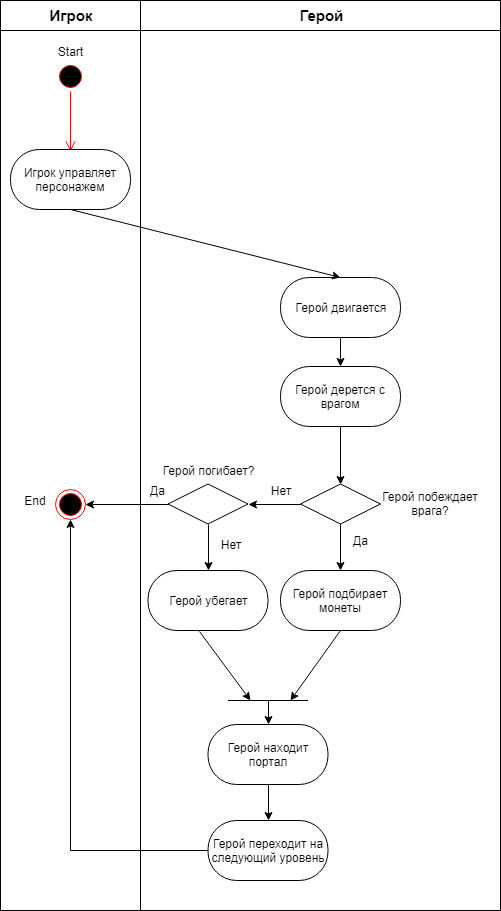 Игрок
Герой
Start
Игрок управляет
персонажем
Герой двигается
Герой дерется с
врагом
Герой погибает?
Да
Нет
Герой побеждает
врага?
End
Нет
Да
Герой убегает
Герой подбирает
монеты
Герой находит
портал
Герой переходит на
следующий уровень